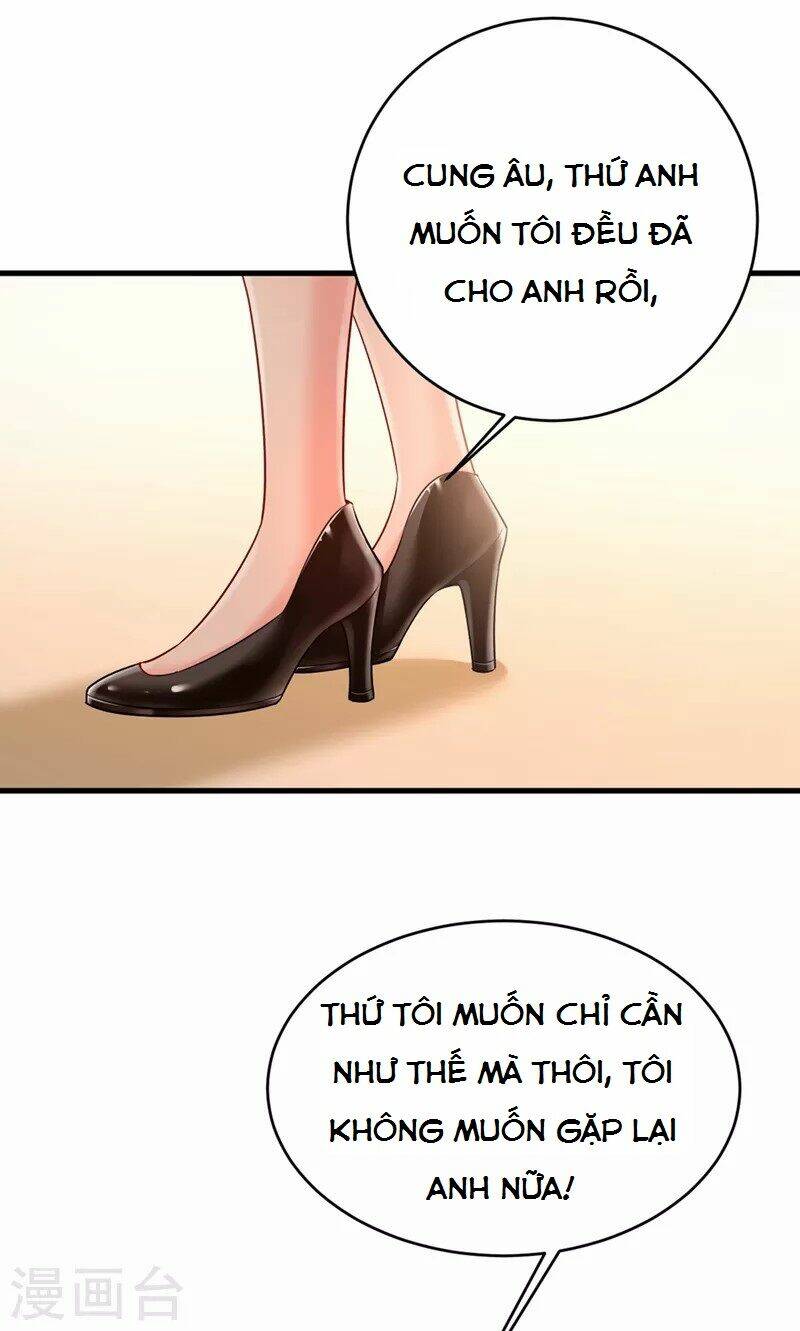 CUNG ÂU, THỨ ANH
MUỐN TÔI ĐỀU ĐÃ
CHO ANH RỒI,
THỨ TÔI MUỐN CHỈ CẦN
NHƯ THẾ MÀ THÔI, TÔI
KHÔNG MUỐN GẶP LẠI
ANH NỮA!
漫画台